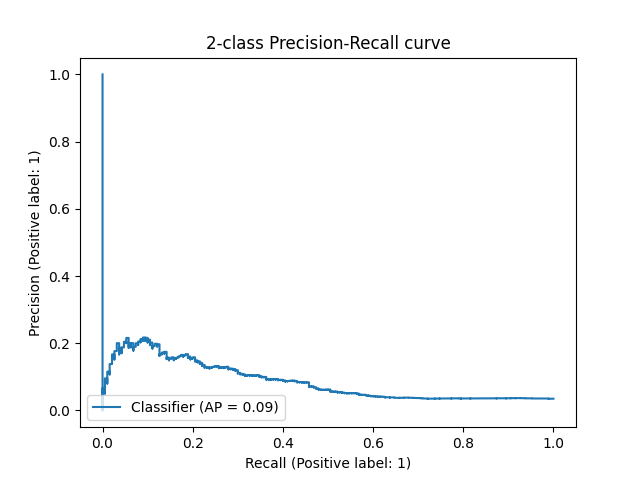 2-class Precision-Recall curve
Precision (Positive label: 1)
1.0
0.8
0.6
0.4
0.2
0.0
Classifier (AP = 0.09)
0.0 0.2 0.4 0.6 0.8 1.0
Recall (Positive label: 1)